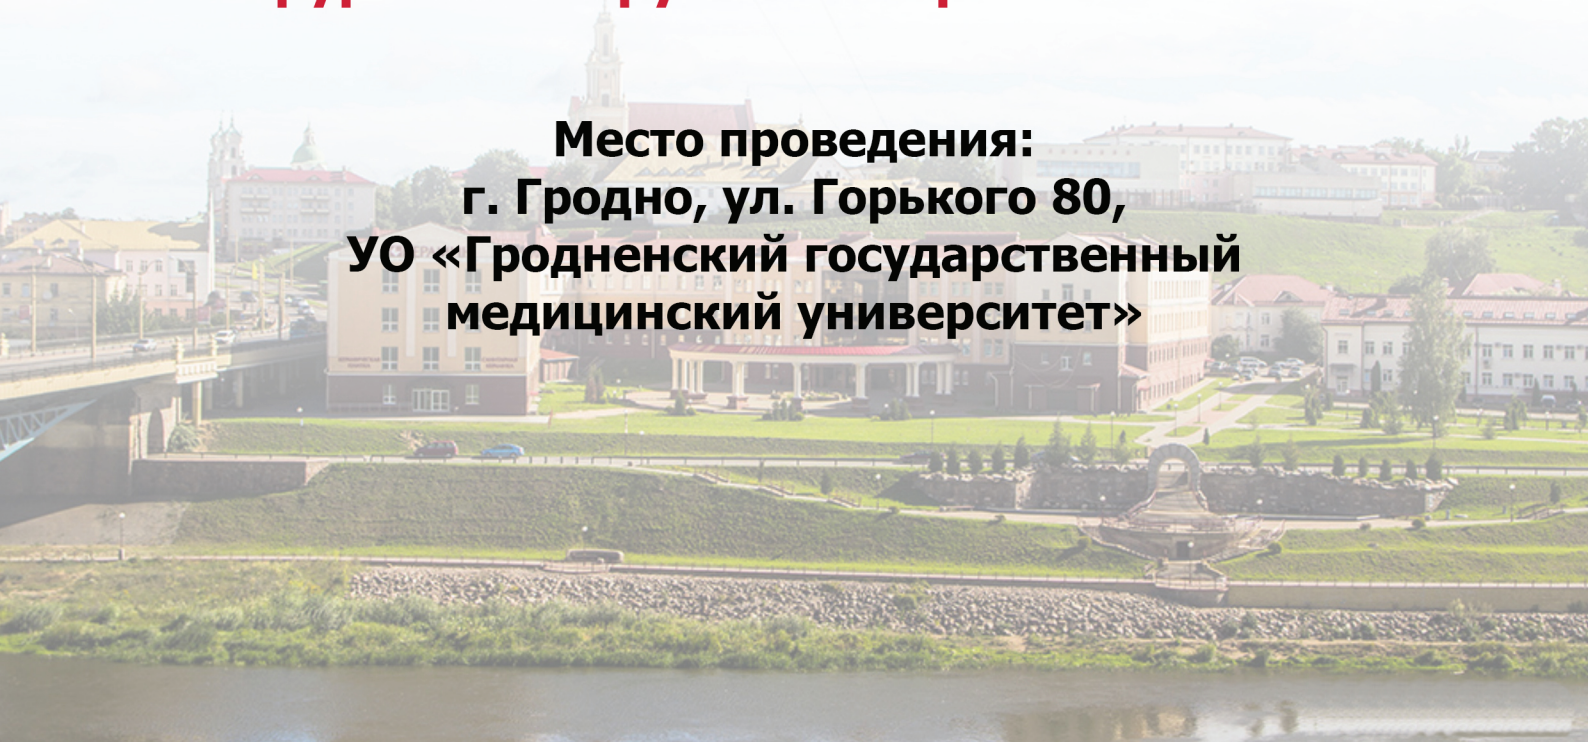 Место проведения:
г. Гродно, ул. Горького 80,
УО «Гродненский государственный
медицинский университет»